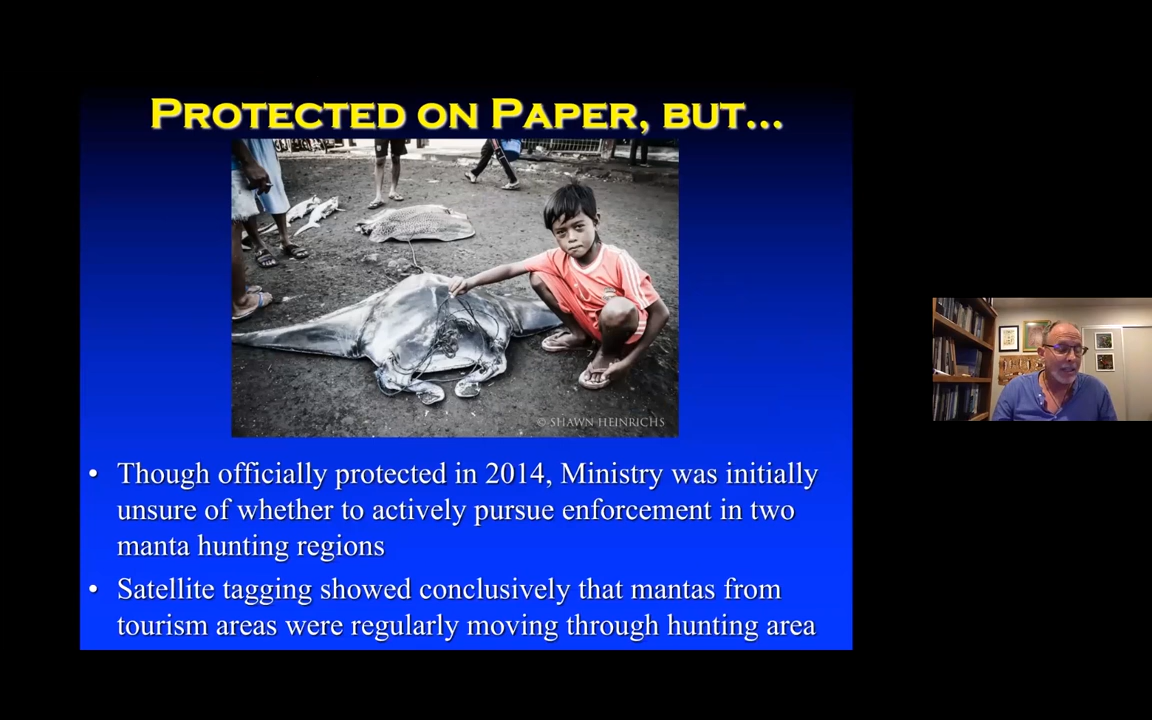 PROTECTED ON PAPER, BUT...
© SHAWN HEINRICHS
• Though officially protected in 2014, Ministry was initially
unsure of whether to actively pursue enforcement in two
manta hunting regions
• Satellite tagging showed conclusively that mantas from
tourism areas were regularly moving through hunting area